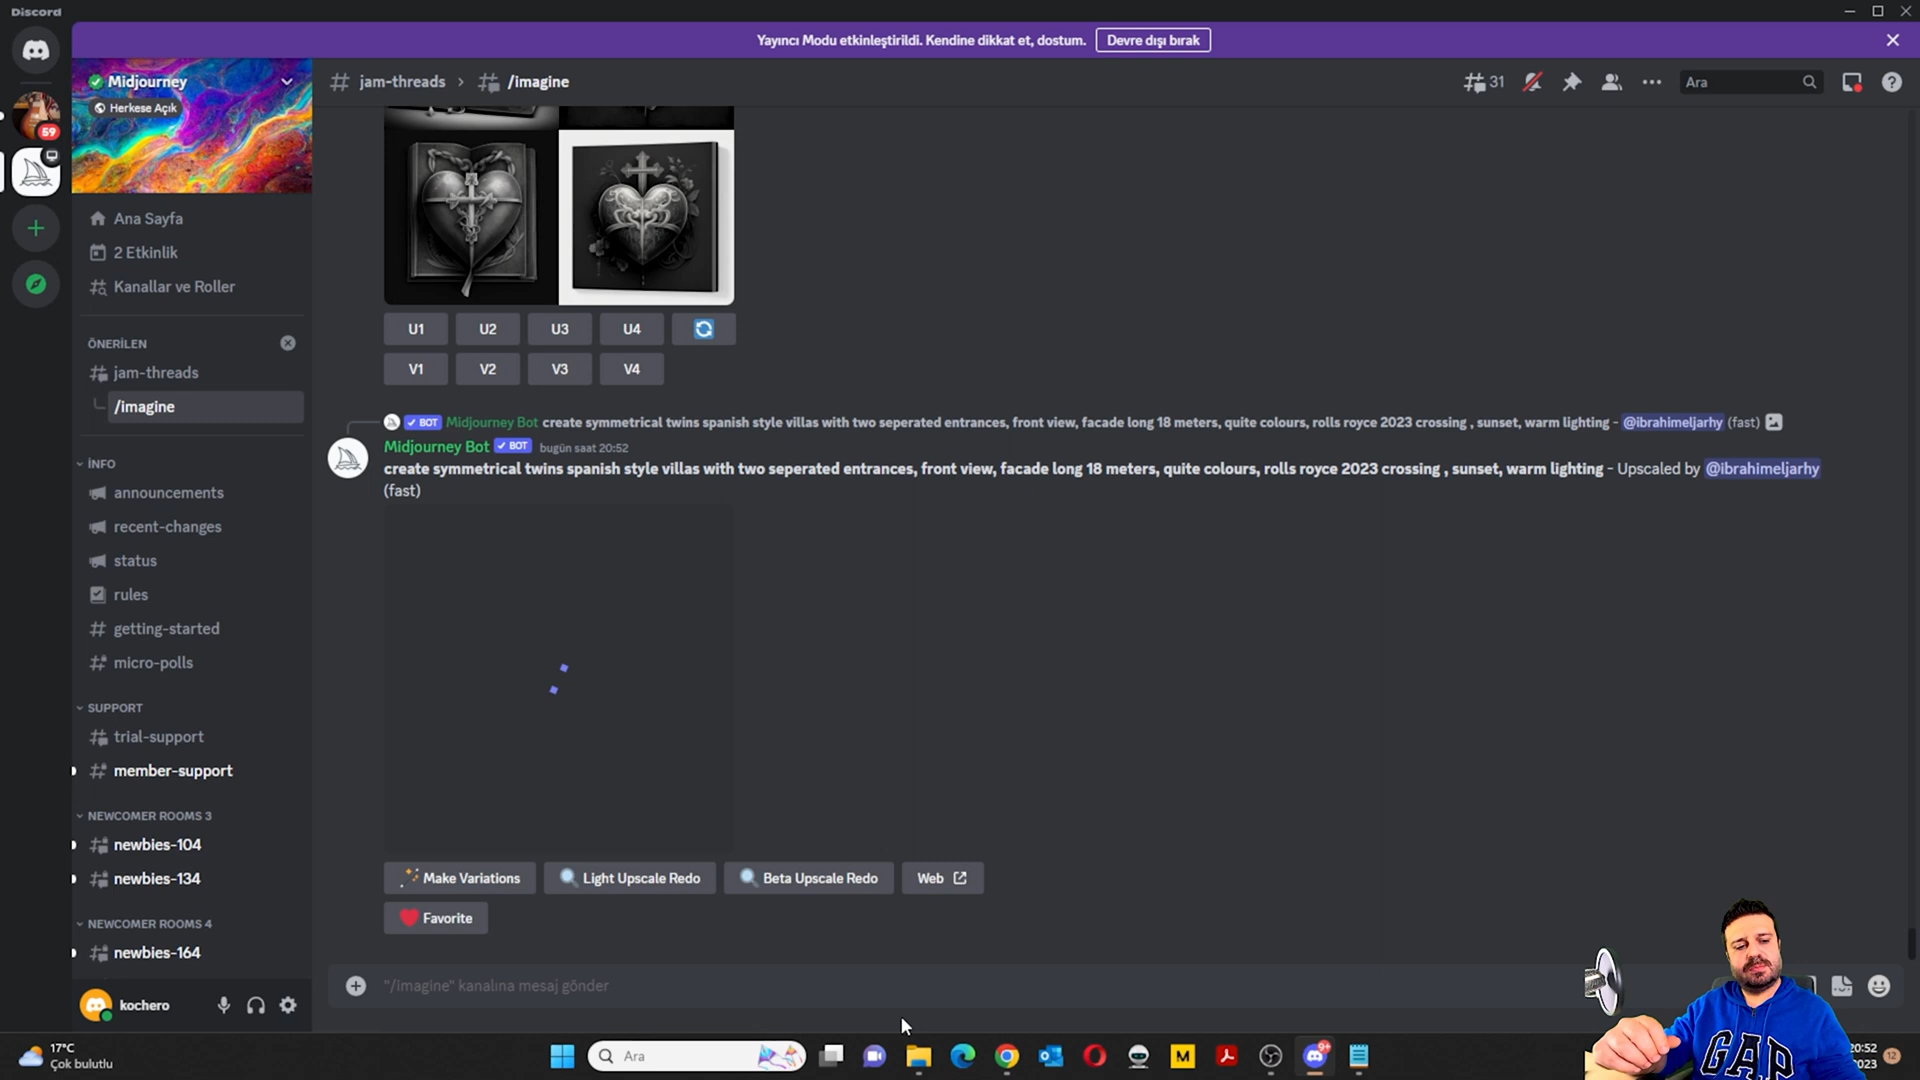 Discord
Yayıncı Modu etkinleştirildi. Kendine dikkat et, dostum.
Devre dışı bırak
Midjourney
Herkese Açık
59
jam-threads > /imagine
31
Ara
Ana Sayfa
2 Etkinlik
Kanallar ve Roller
ÖNERİLEN
jam-threads
/imagine
INFO
announcements
recent-changes
status
rules
getting-started
micro-polls
SUPPORT
trial-support
member-support
NEWCOMER ROOMS 3
newbies-104
newbies-134
NEWCOMER ROOMS 4
newbies-164
kochero
U1 U2 U3 U4
V1 V2 V3 V4
BOT Midjourney Bot create symmetrical twins spanish style villas with two seperated entrances, front view, facade long 18 meters, quite colours, rolls royce 2023 crossing , sunset, warm lighting - @ibrahimeljarhy (fast)
Midjourney Bot BOT bugün saat 20:52
create symmetrical twins spanish style villas with two seperated entrances, front view, facade long 18 meters, quite colours, rolls royce 2023 crossing , sunset, warm lighting - Upscaled by @ibrahimeljarhy
(fast)
Make Variations Light Upscale Redo Beta Upscale Redo Web
Favorite
"/imagine" kanalına mesaj gönder
17°C
Çok bulutlu
Ara
M
9+
20:52
2023
12
GAP